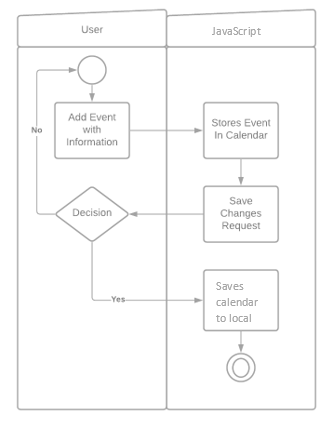 User
JavaScript
No
Add Event
with
Information
Stores Event
In Calendar
Decision
Save
Changes
Request
Yes
Saves
calendar
to local